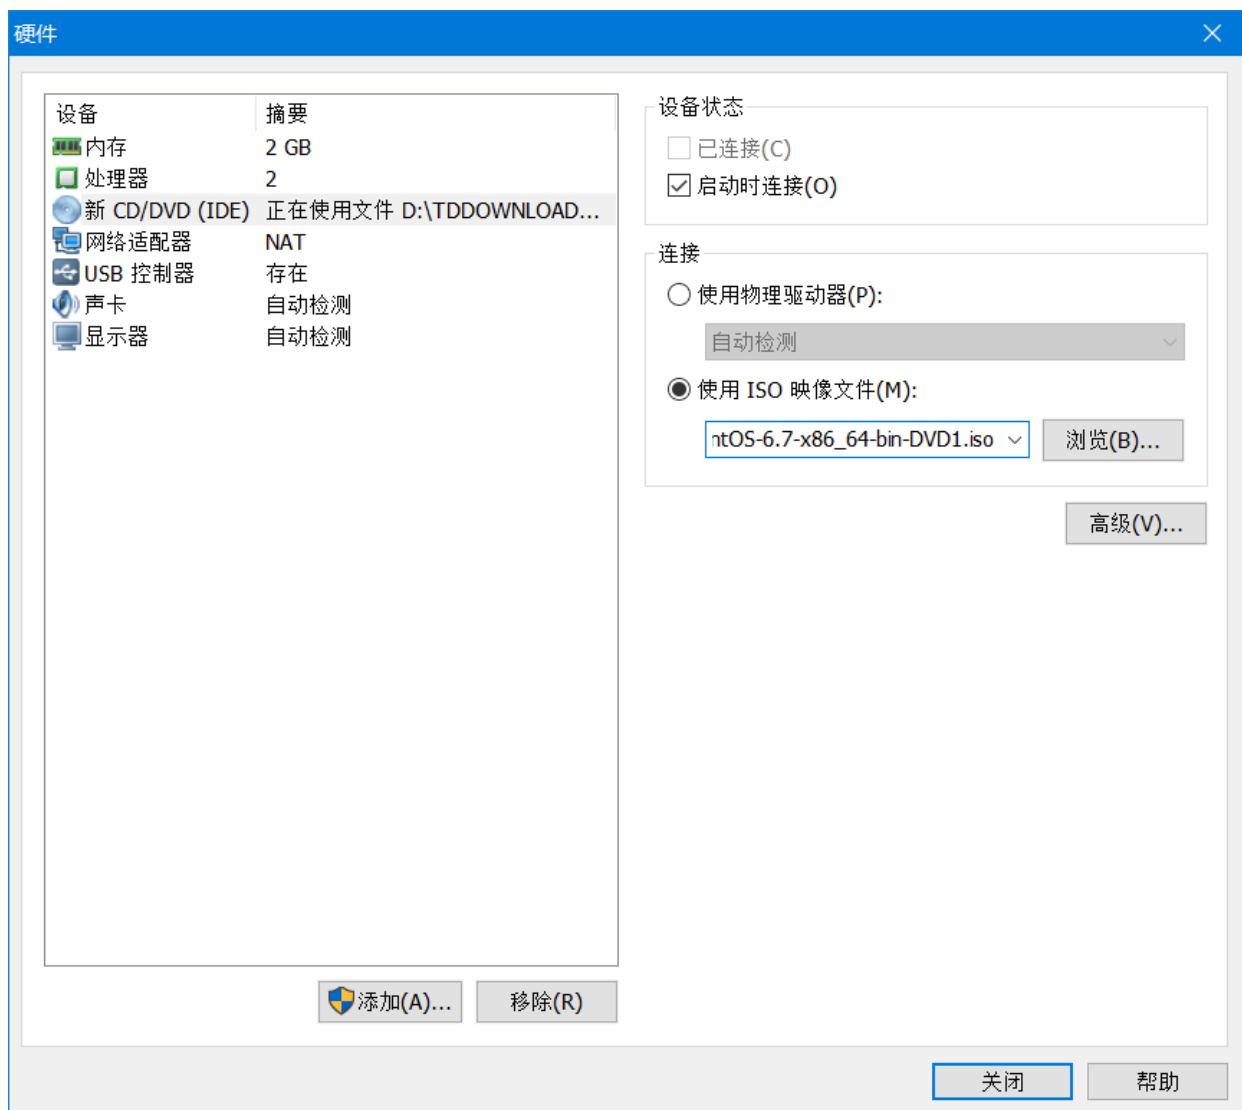 硬件
设备 摘要
内存 2 GB
处理器 2
新 CD/DVD (IDE) 正在使用文件 D:\TDDOWNLOAD...
网络适配器 NAT
USB 控制器 存在
声卡 自动检测
显示器 自动检测
添加(A)... 移除(R)
设备状态
已连接(C)
启动时连接(O)
连接
使用物理驱动器(P):
自动检测
使用 ISO 映像文件(M):
ntOS-6.7-x86_64-bin-DVD1.iso 浏览(B)...
高级(V)...
关闭 帮助